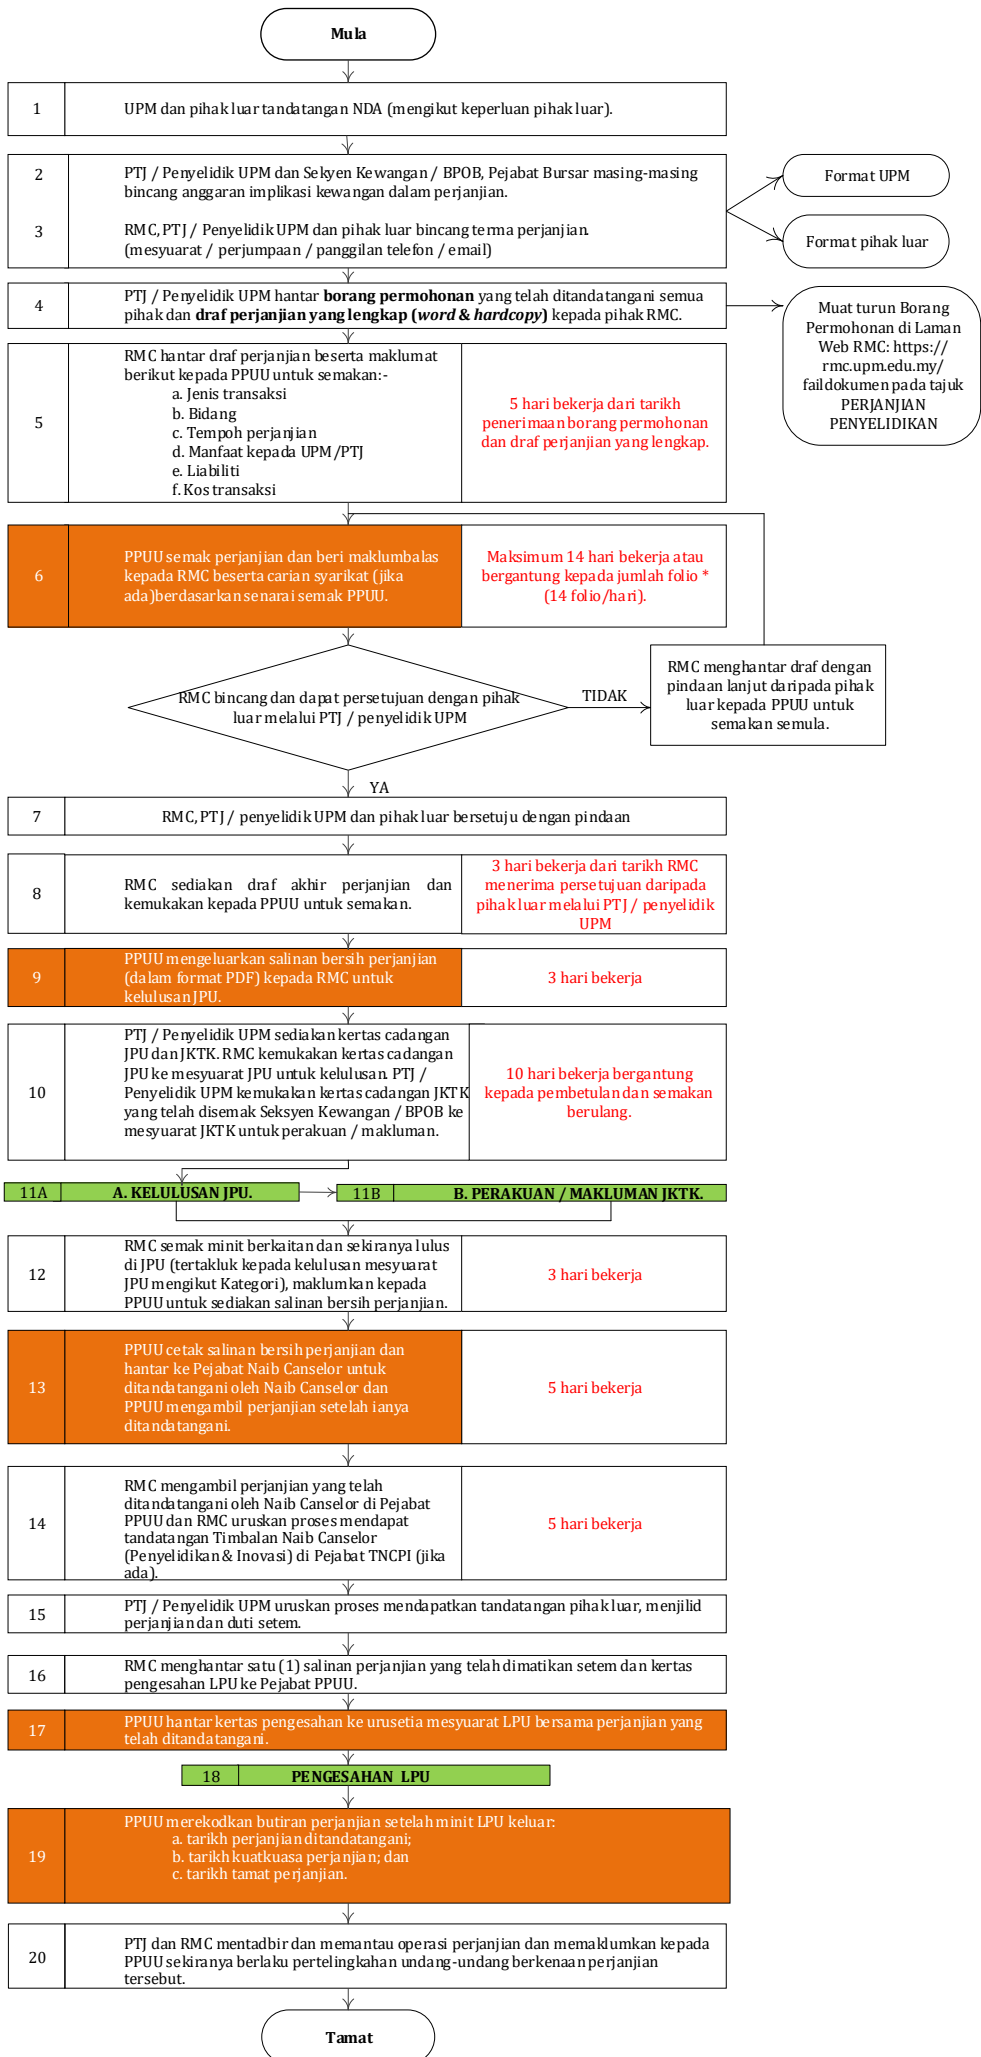 Mula
1
UPM dan pihak luar tandatangan NDA (mengikut keperluan pihak luar).
2
PTJ / Penyelidik UPM dan Sekyen Kewangan / BPOB, Pejabat Bursar masing-masing
bincang anggaran implikasi kewangan dalam perjanjian.
3
RMC, PTJ / Penyelidik UPM dan pihak luar bincang terma perjanjian.
(mesyuarat / perjumpaan / panggilan telefon / email)
Format UPM
Format pihak luar
4
PTJ / Penyelidik UPM hantar borang permohonan yang telah ditandatangani semua
pihak dan draf perjanjian yang lengkap (word & hardcopy) kepada pihak RMC.
Muat turun Borang
Permohonan di Laman
Web RMC: https://
rmc.upm.edu.my/
faildokumen pada tajuk
PERJANJIAN
PENYELIDIKAN
5
RMC hantar draf perjanjian beserta maklumat
berikut kepada PPUU untuk semakan:-
a. Jenis transaksi
b. Bidang
c. Tempoh perjanjian
d. Manfaat kepada UPM/PTJ
e. Liabiliti
f. Kos transaksi
5 hari bekerja dari tarikh
penerimaan borang permohonan
dan draf perjanjian yang lengkap.
6
PPUU semak perjanjian dan beri maklumbalas
kepada RMC beserta carian syarikat (jika
ada)berdasarkan senarai semak PPUU.
Maksimum 14 hari bekerja atau
bergantung kepada jumlah folio *
(14 folio/hari).
RMC bincang dan dapat persetujuan dengan pihak
luar melalui PTJ / penyelidik UPM
TIDAK
RMC menghantar draf dengan
pindaan lanjut daripada pihak
luar kepada PPUU untuk
semakan semula.
YA
7
RMC, PTJ / penyelidik UPM dan pihak luar bersetuju dengan pindaan
8
RMC sediakan draf akhir perjanjian dan
kemukakan kepada PPUU untuk semakan.
3 hari bekerja dari tarikh RMC
menerima persetujuan daripada
pihak luar melalui PTJ / penyelidik
UPM
9
PPUU mengeluarkan salinan bersih perjanjian
(dalam format PDF) kepada RMC untuk
kelulusan JPU.
3 hari bekerja
10
PTJ / Penyelidik UPM sediakan kertas cadangan
JPU dan JKTK. RMC kemukakan kertas cadangan
JPU ke mesyuarat JPU untuk kelulusan. PTJ /
Penyelidik UPM kemukakan kertas cadangan JKTK
yang telah disemak Seksyen Kewangan / BPOB ke
mesyuarat JKTK untuk perakuan / makluman.
10 hari bekerja bergantung
kepada pembetulan dan semakan
berulang.
11A
A. KELULUSAN JPU.
11B
B. PERAKUAN / MAKLUMAN JKTK.
12
RMC semak minit berkaitan dan sekiranya lulus
di JPU (tertakluk kepada kelulusan mesyuarat
JPU mengikut Kategori), maklumkan kepada
PPUU untuk sediakan salinan bersih perjanjian.
3 hari bekerja
13
PPUU cetak salinan bersih perjanjian dan
hantar ke Pejabat Naib Canselor untuk
ditandatangani oleh Naib Canselor dan
PPUU mengambil perjanjian setelah ianya
ditandatangani.
5 hari bekerja
14
RMC mengambil perjanjian yang telah
ditandatangani oleh Naib Canselor di Pejabat
PPUU dan RMC uruskan proses mendapat
tandatangan Timbalan Naib Canselor
(Penyelidikan & Inovasi) di Pejabat TNCPI (jika
ada).
5 hari bekerja
15
PTJ / Penyelidik UPM uruskan proses mendapatkan tandatangan pihak luar, menjilid
perjanjian dan duti setem.
16
RMC menghantar satu (1) salinan perjanjian yang telah dimatikan setem dan kertas
pengesahan LPU ke Pejabat PPUU.
17
PPUU hantar kertas pengesahan ke urusetia mesyuarat LPU bersama perjanjian yang
telah ditandatangani.
18
PENGESAHAN LPU
19
PPUU merekodkan butiran perjanjian setelah minit LPU keluar:
a. tarikh perjanjian ditandatangani;
b. tarikh kuatkuasa perjanjian; dan
c. tarikh tamat perjanjian.
20
PTJ dan RMC mentadbir dan memantau operasi perjanjian dan memaklumkan kepada
PPUU sekiranya berlaku pertelingkahan undang-undang berkenaan perjanjian
tersebut.
Tamat